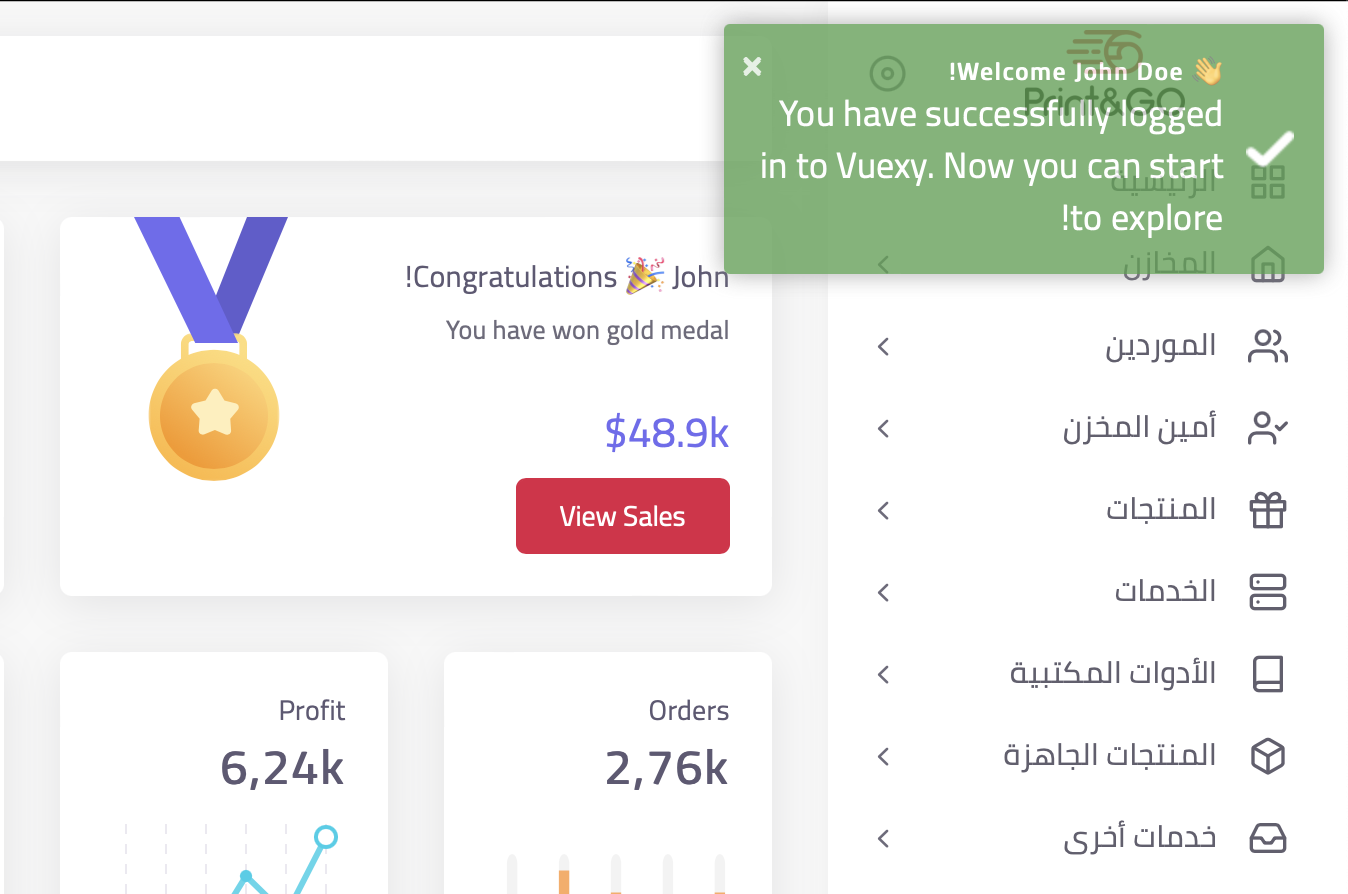 👋 Welcome John Doe!
You have successfully logged
in to Vuexy. Now you can start
to explore!
Print&GO
الرئيسية
المخازن
الموردين
أمين المخزن
المنتجات
الخدمات
الأدوات المكتبية
المنتجات الجاهزة
خدمات أخرى
Congratulations 🎉 John!
You have won gold medal
$48.9k
View Sales
Orders
2,76k
Profit
6,24k